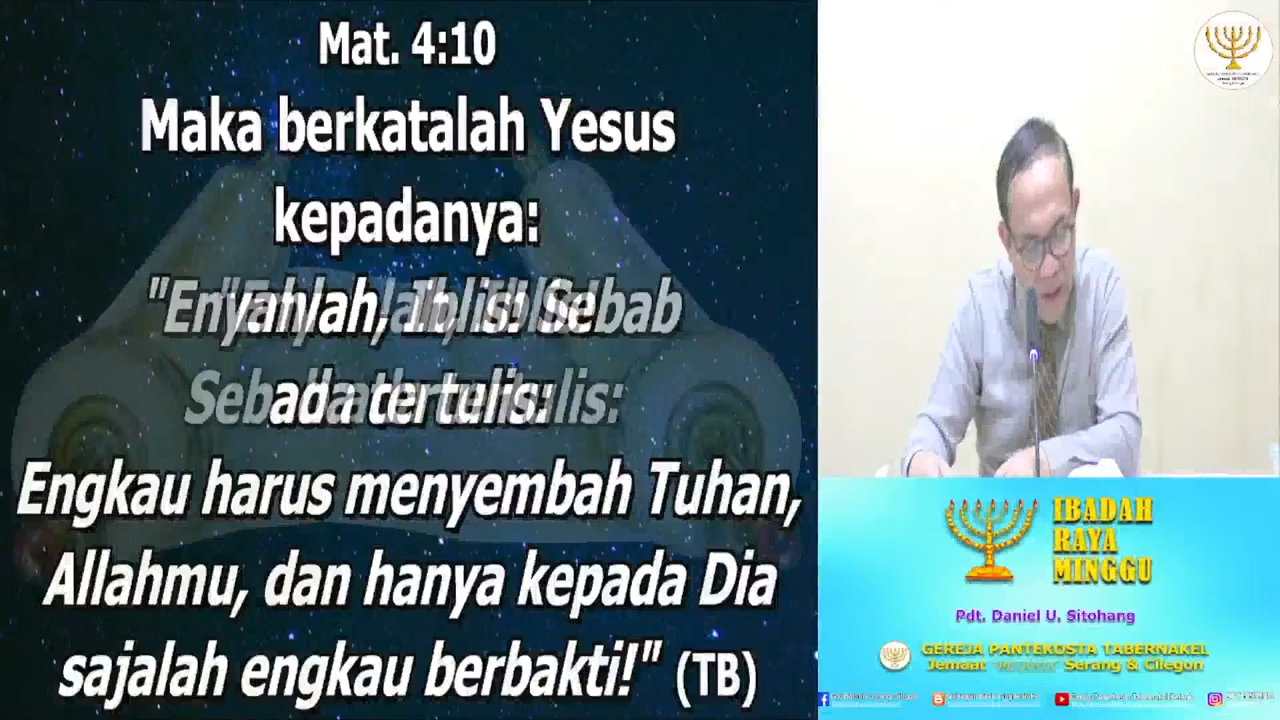 Mat. 4:10
Maka berkatalah Yesus
kepadanya:
"Enyahlah, Iblis! Sebab
ada tertulis:
Engkau harus menyembah Tuhan,
Allahmu, dan hanya kepada Dia
sajalah engkau berbakti!" (TB)
IBADAH
RAYA
MINGGU
Pdt. Daniel U. Sitohang
GEREJA PANTEKOSTA TABERNAKEL
Jemaat Serang & Cilegon